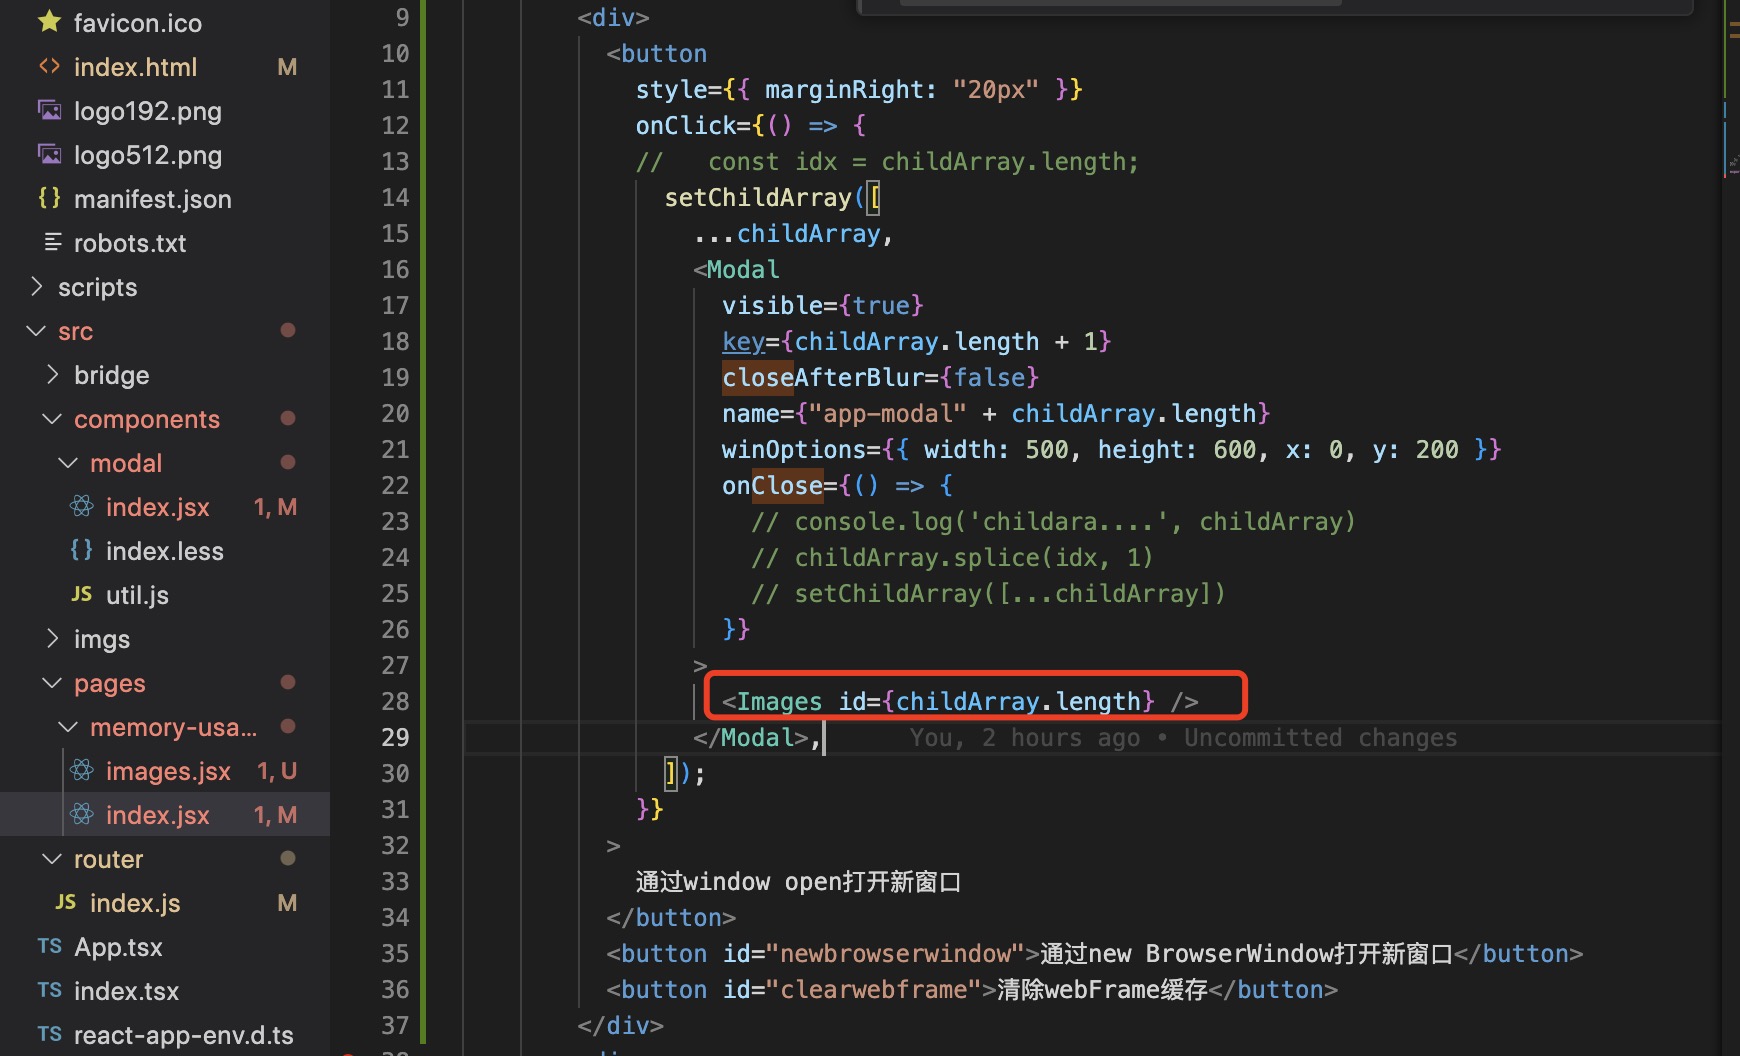 favicon.ico
index.html M
logo192.png
logo512.png
manifest.json
robots.txt
scripts
src
bridge
components
modal
index.jsx 1, M
index.less
JS util.js
imgs
pages
memory-usa...
images.jsx 1, U
index.jsx 1, M
router
JS index.js M
TS App.tsx
TS index.tsx
TS react-app-env.d.ts
9 <div>
10 <button
11 style={{ marginRight: "20px" }}
12 onClick={() => {
13 //   const idx = childArray.length;
14 setChildArray([
15 ...childArray,
16 <Modal
17 visible={true}
18 key={childArray.length + 1}
19 closeAfterBlur={false}
20 name={"app-modal" + childArray.length}
21 winOptions={{ width: 500, height: 600, x: 0, y: 200 }}
22 onClose={() => {
23 // console.log('childara....', childArray)
24 // childArray.splice(idx, 1)
25 // setChildArray([...childArray])
26 }}
27 >
28 <Images id={childArray.length} />
29 </Modal>, You, 2 hours ago • Uncommitted changes
30 ]);
31 }}
32 >
33 通过window open打开新窗口
34 </button>
35 <button id="newbrowserwindow">通过new BrowserWindow打开新窗口</button>
36 <button id="clearwebframe">清除webFrame缓存</button>
37 </div>